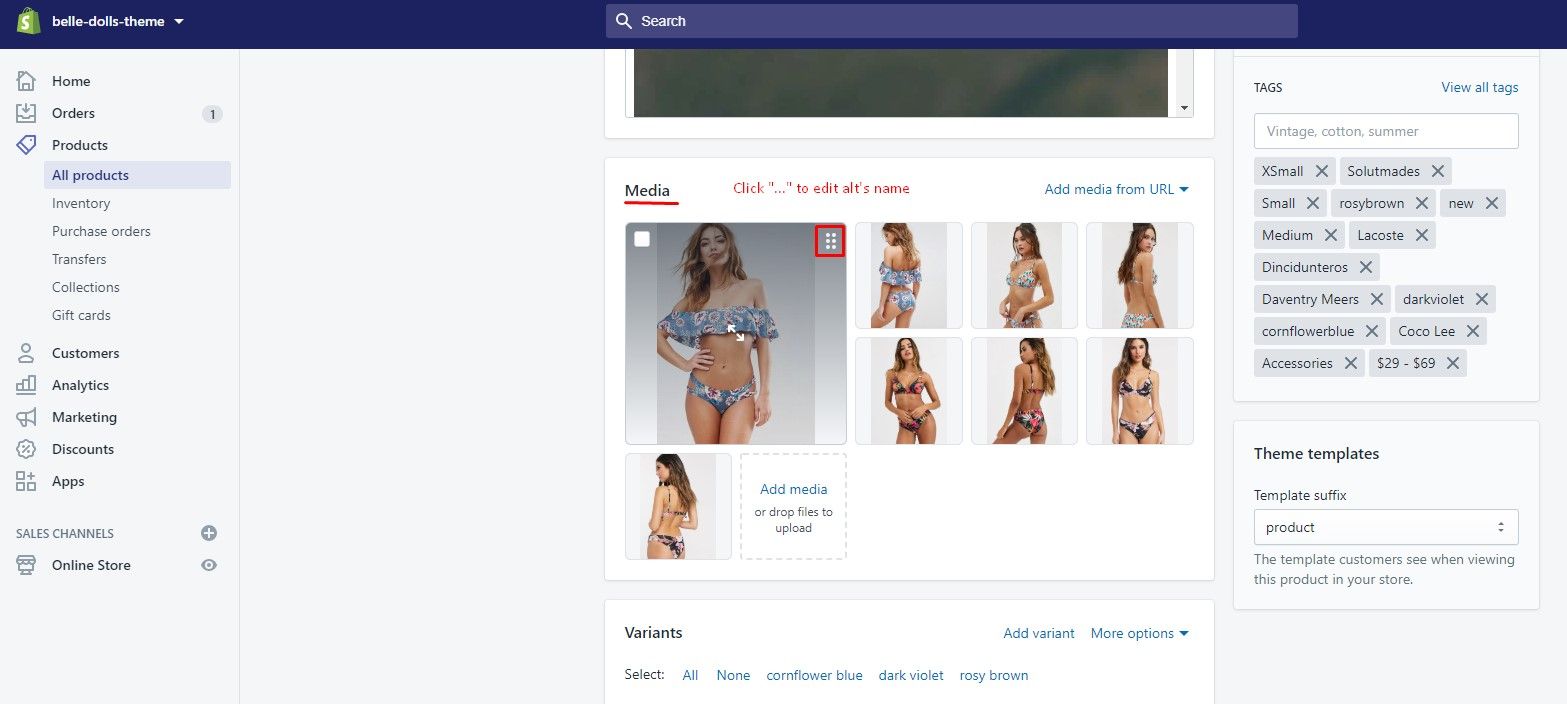 belle-dolls-theme
Search
Home
Orders
1
Products
All products
Inventory
Purchase orders
Transfers
Collections
Gift cards
Customers
Analytics
Marketing
Discounts
Apps
SALES CHANNELS
Online Store
Media
Click "..." to edit alt's name
Add media from URL
Add media
or drop files to
upload
Variants
Add variant
More options
Select:
All
None
cornflower blue
dark violet
rosy brown
TAGS
View all tags
Vintage, cotton, summer
XSmall
Solutmades
Small
rosybrown
new
Medium
Lacoste
Dincidunteros
Daventry Meers
darkviolet
cornflowerblue
Coco Lee
Accessories
$29 - $69
Theme templates
Template suffix
product
The template customers see when viewing
this product in your store.